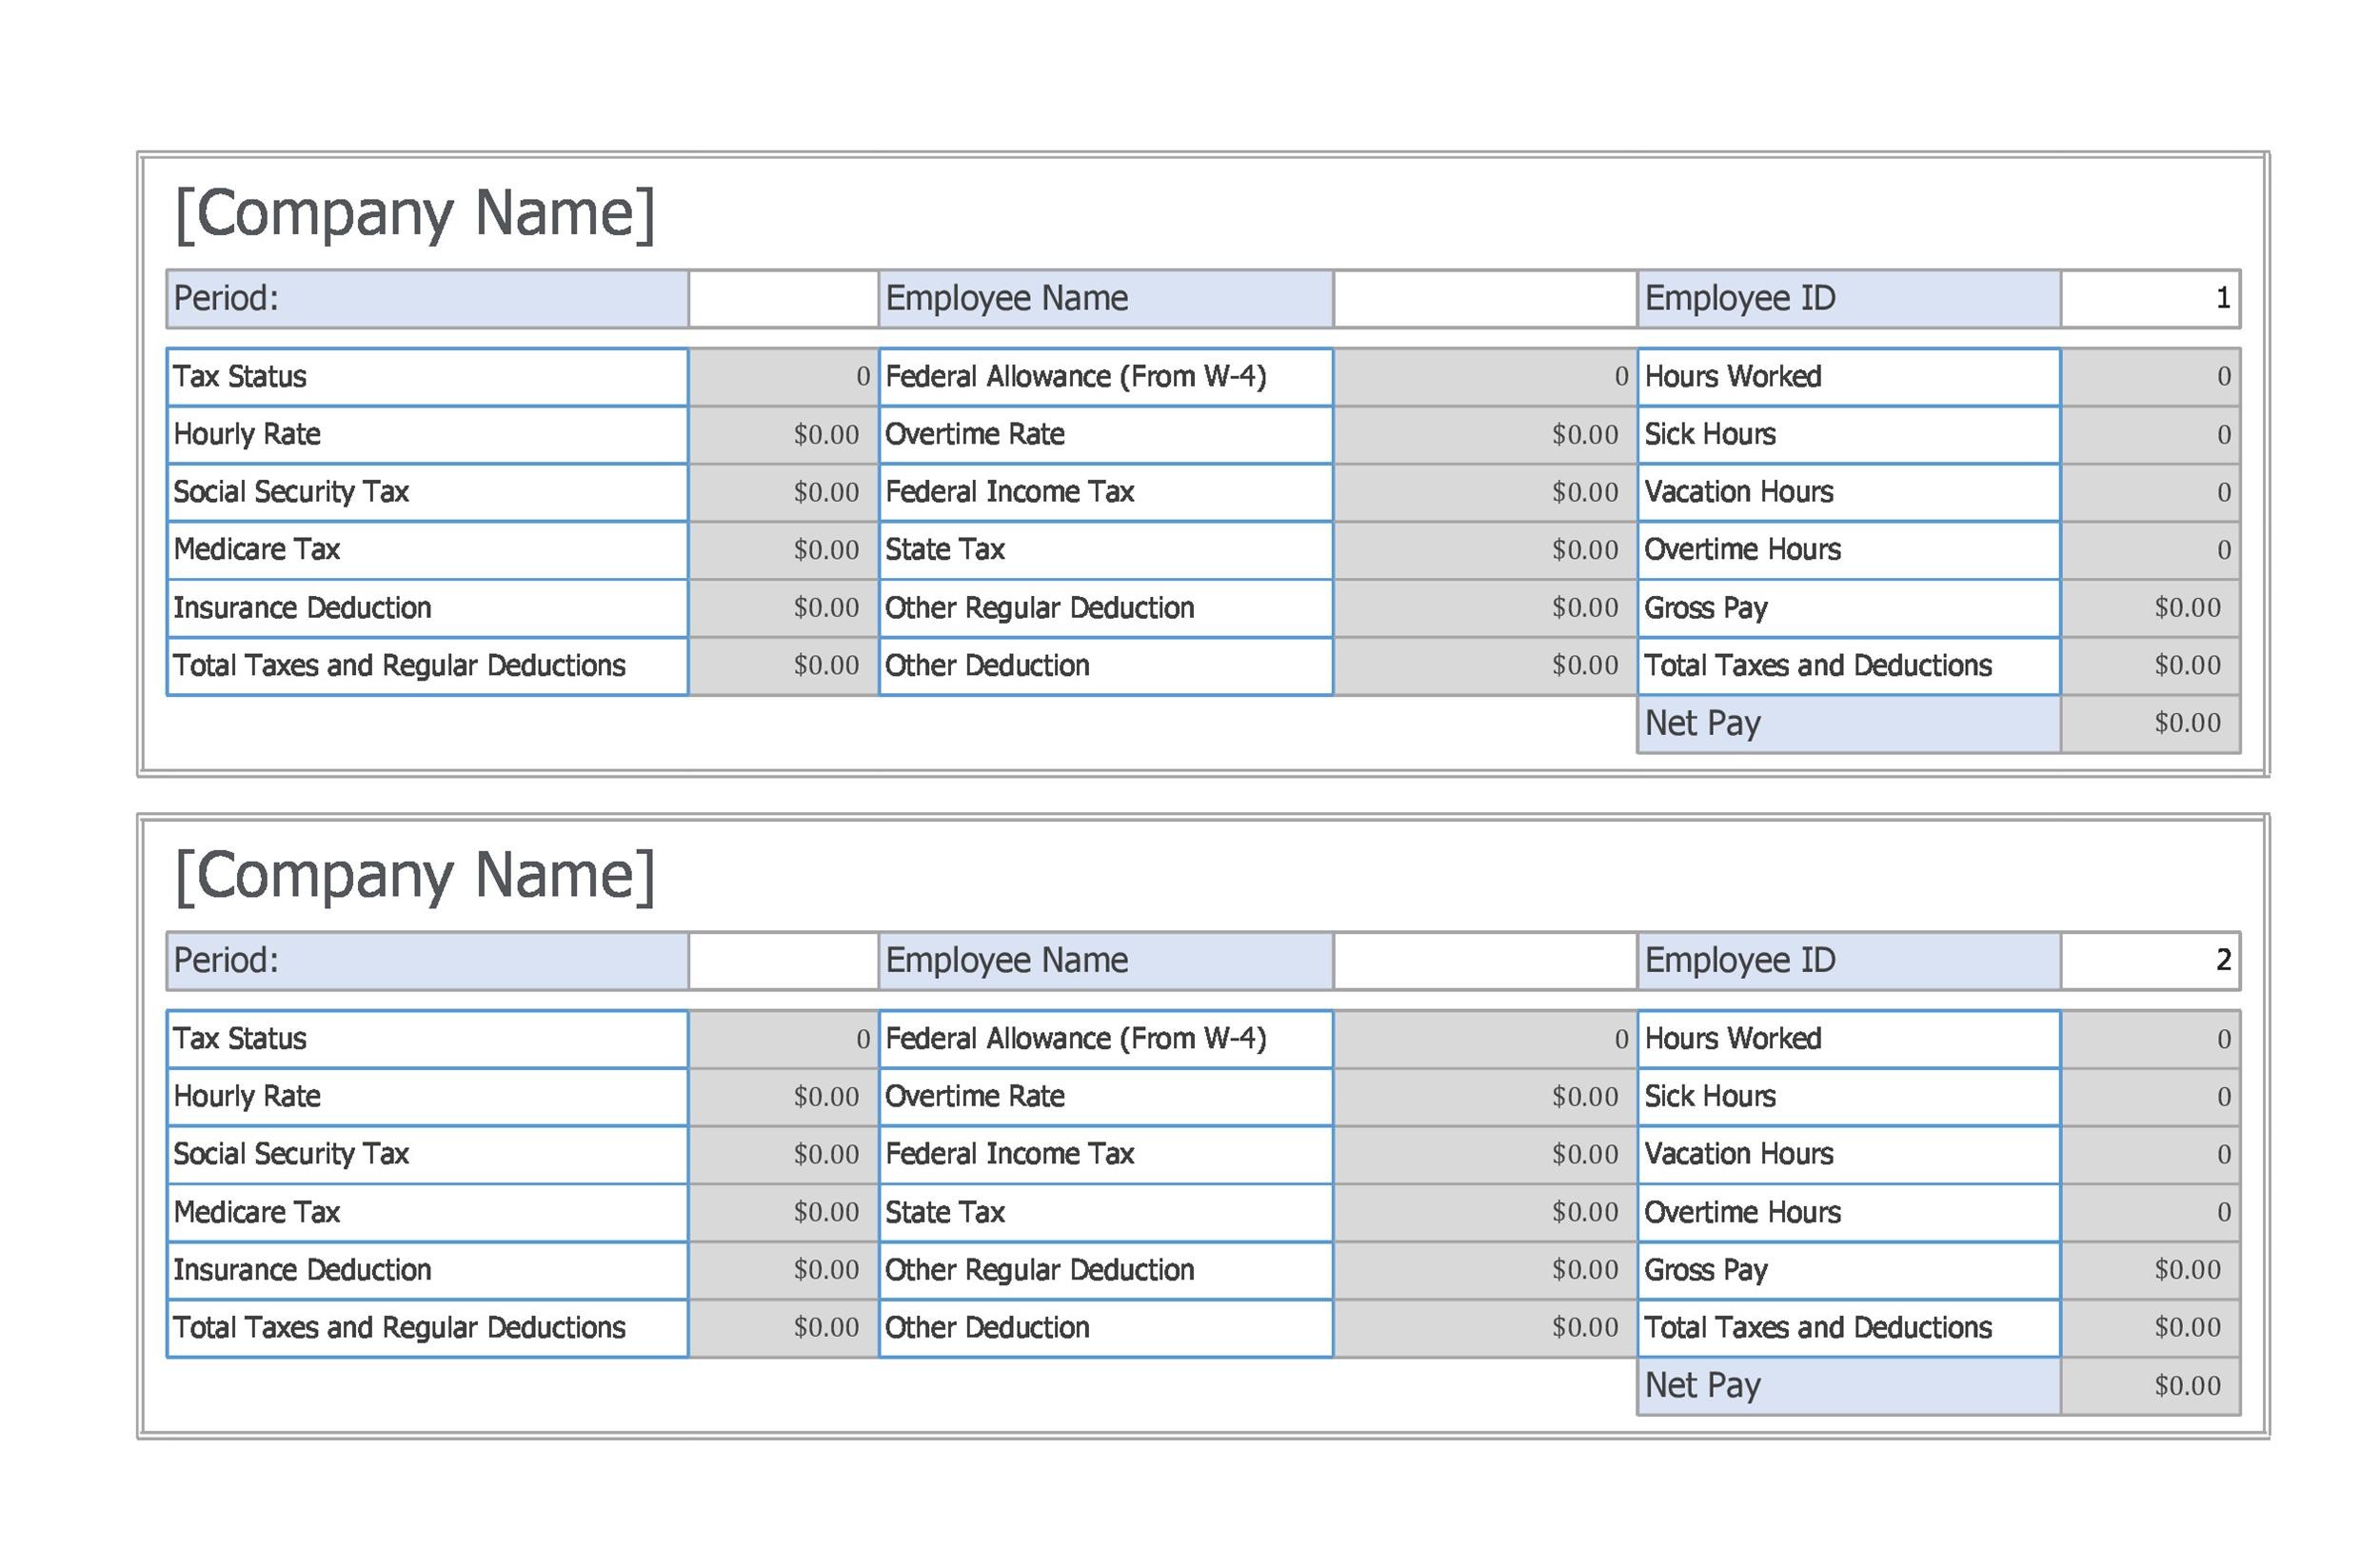 [Company Name]
Period: Employee Name Employee ID 1
Tax Status 0 Federal Allowance (From W-4) 0 Hours Worked 0
Hourly Rate $0.00 Overtime Rate $0.00 Sick Hours 0
Social Security Tax $0.00 Federal Income Tax $0.00 Vacation Hours 0
Medicare Tax $0.00 State Tax $0.00 Overtime Hours 0
Insurance Deduction $0.00 Other Regular Deduction $0.00 Gross Pay $0.00
Total Taxes and Regular Deductions $0.00 Other Deduction $0.00 Total Taxes and Deductions $0.00
Net Pay $0.00
[Company Name]
Period: Employee Name Employee ID 2
Tax Status 0 Federal Allowance (From W-4) 0 Hours Worked 0
Hourly Rate $0.00 Overtime Rate $0.00 Sick Hours 0
Social Security Tax $0.00 Federal Income Tax $0.00 Vacation Hours 0
Medicare Tax $0.00 State Tax $0.00 Overtime Hours 0
Insurance Deduction $0.00 Other Regular Deduction $0.00 Gross Pay $0.00
Total Taxes and Regular Deductions $0.00 Other Deduction $0.00 Total Taxes and Deductions $0.00
Net Pay $0.00